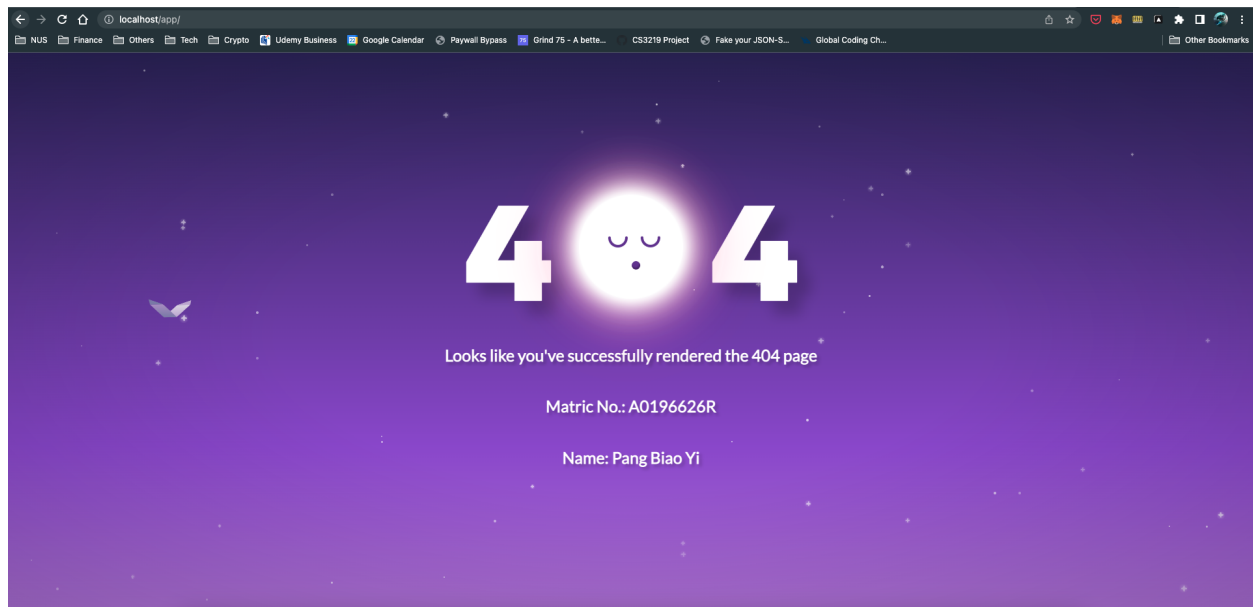 localhost/app/
NUS Finance Others Tech Crypto Udemy Business Google Calendar Paywall Bypass 75 Grind 75 - A bette... CS3219 Project Fake your JSON-S... Global Coding Ch... Other Bookmarks
4 4
Looks like you've successfully rendered the 404 page
Matric No.: A0196626R
Name: Pang Biao Yi